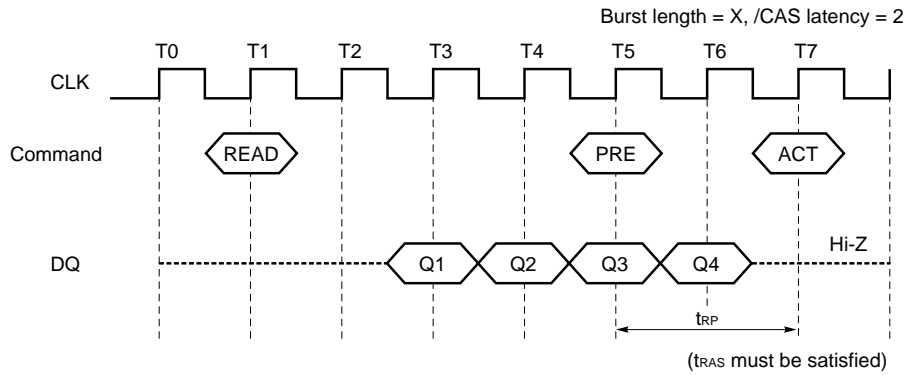 Burst length = X, /CAS latency = 2
T0 T1 T2 T3 T4 T5 T6 T7
CLK
Command READ PRE ACT
Hi-Z
DQ Q1 Q2 Q3 Q4
tRP
(tRAS must be satisfied)